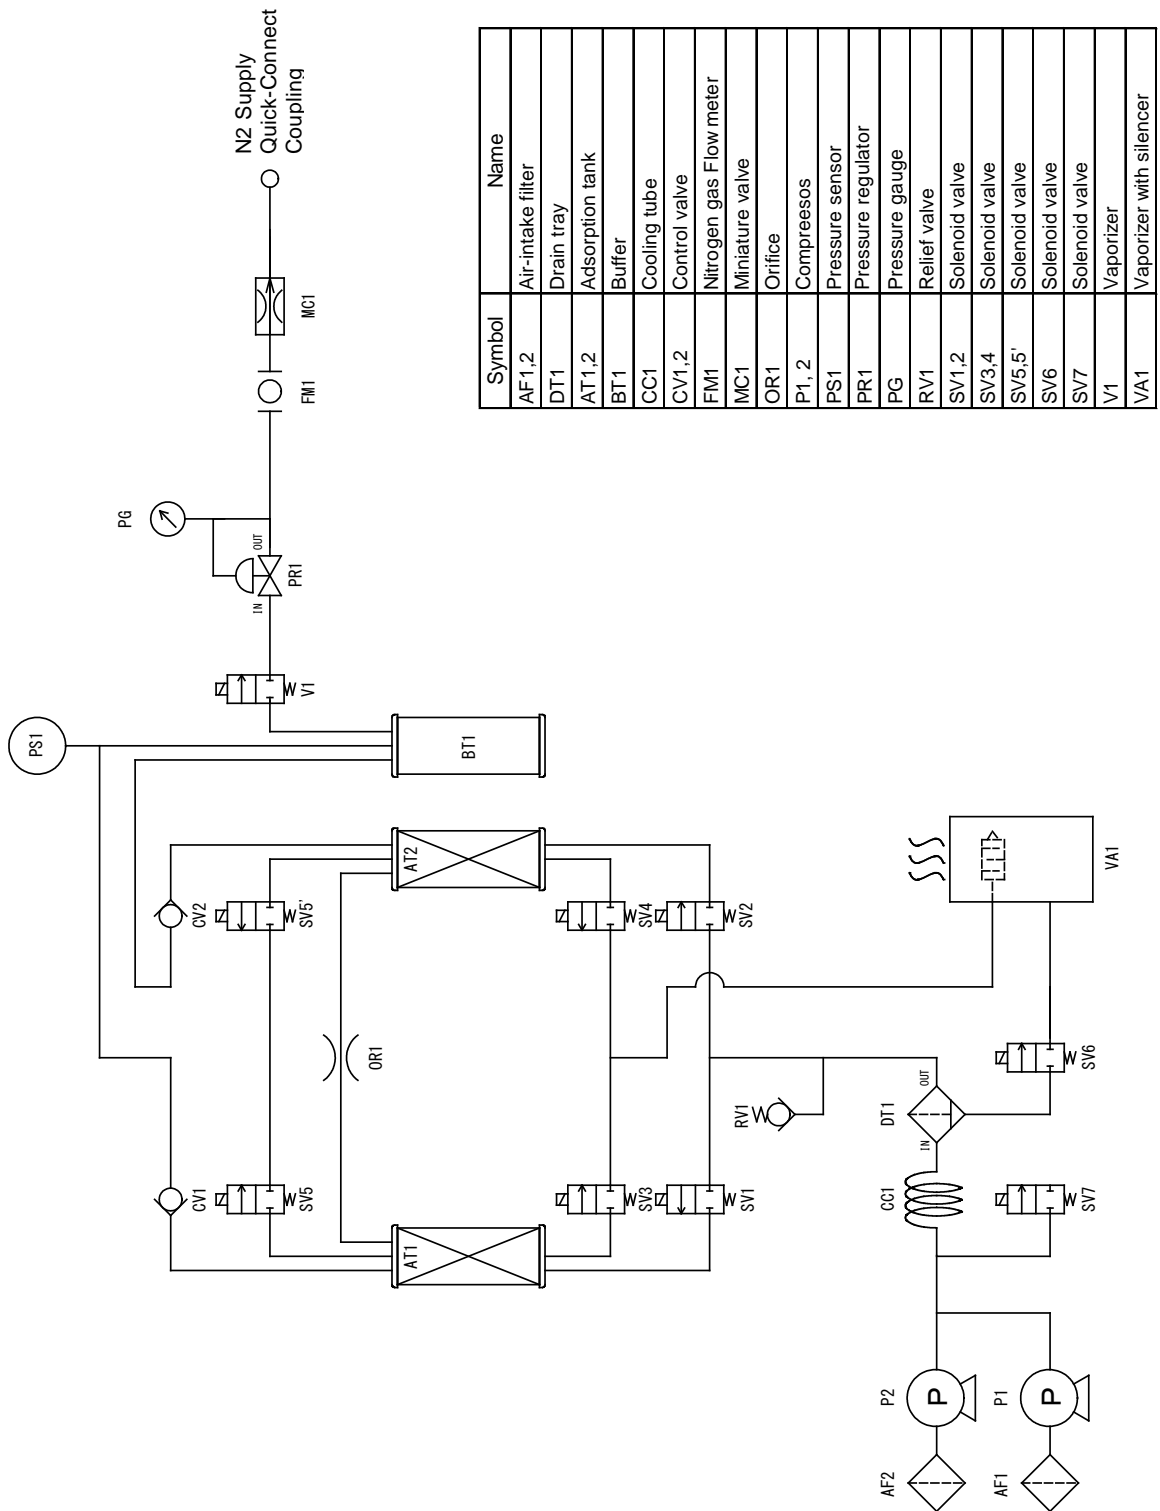 N2 Supply
Quick-Connect
Coupling
MC1
FM1
PG
OUT
PR1
IN
V1
PS1
BT1
CV2
SV5'
AT2
SV4
SV2
VA1
OR1
SV6
RV1
DT1
OUT
IN
CV1
SV5
AT1
SV3
SV1
CC1
SV7
P2
P
P1
P
AF2
AF1
Symbol Name
AF1,2 Air-intake filter
DT1 Drain tray
AT1,2 Adsorption tank
BT1 Buffer
CC1 Cooling tube
CV1,2 Control valve
FM1 Nitrogen gas Flow meter
MC1 Miniature valve
OR1 Orifice
P1, 2 Compreesos
PS1 Pressure sensor
PR1 Pressure regulator
PG Pressure gauge
RV1 Relief valve
SV1,2 Solenoid valve
SV3,4 Solenoid valve
SV5,5' Solenoid valve
SV6 Solenoid valve
SV7 Solenoid valve
V1 Vaporizer
VA1 Vaporizer with silencer